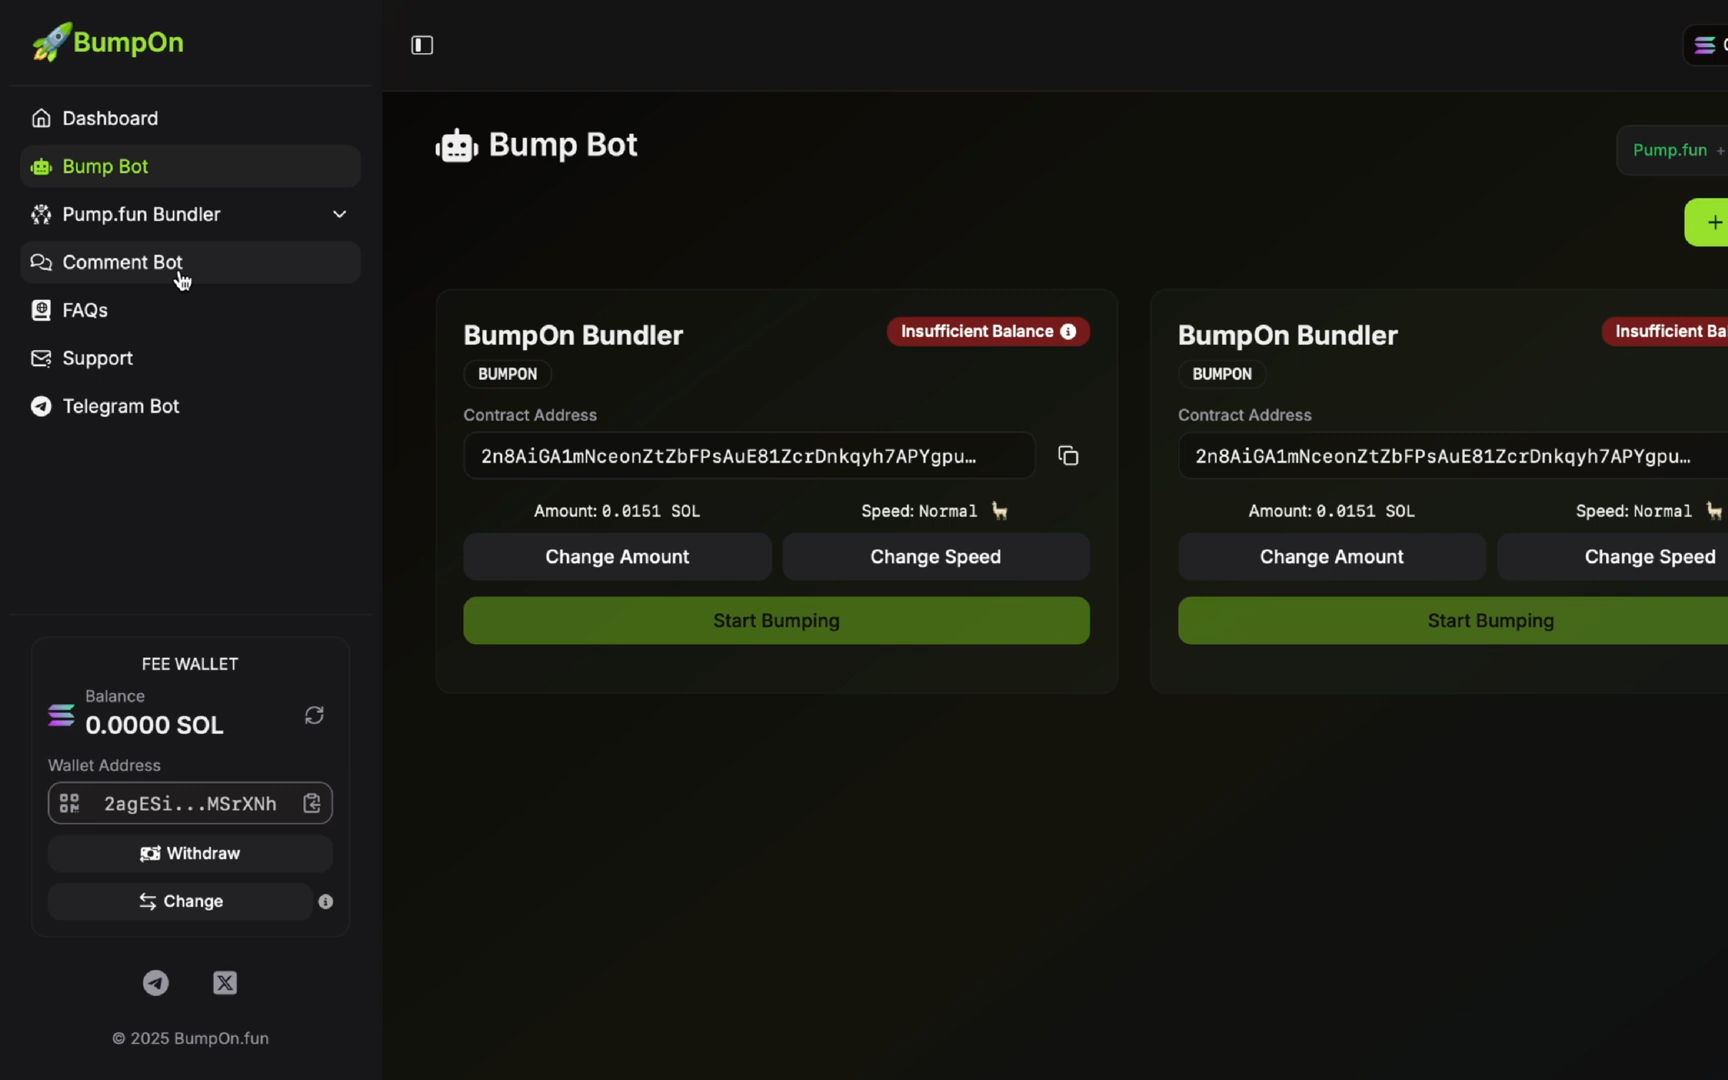 BumpOn
Dashboard
Bump Bot
Pump.fun Bundler
Comment Bot
FAQs
Support
Telegram Bot
FEE WALLET
Balance
0.0000 SOL
Wallet Address
2agESi...MSrXNh
Withdraw
Change
© 2025 BumpOn.fun
Bump Bot
Pump.fun +
+
BumpOn Bundler
Insufficient Balance
BUMPON
Contract Address
2n8AiGA1mNceonZtZbFPsAuE81ZcrDnkqyh7APYgpu…
Amount: 0.0151 SOL
Speed: Normal
Change Amount
Change Speed
Start Bumping
BumpOn Bundler
Insufficient Ba
BUMPON
Contract Address
2n8AiGA1mNceonZtZbFPsAuE81ZcrDnkqyh7APYgpu…
Amount: 0.0151 SOL
Speed: Normal
Change Amount
Change Speed
Start Bumping